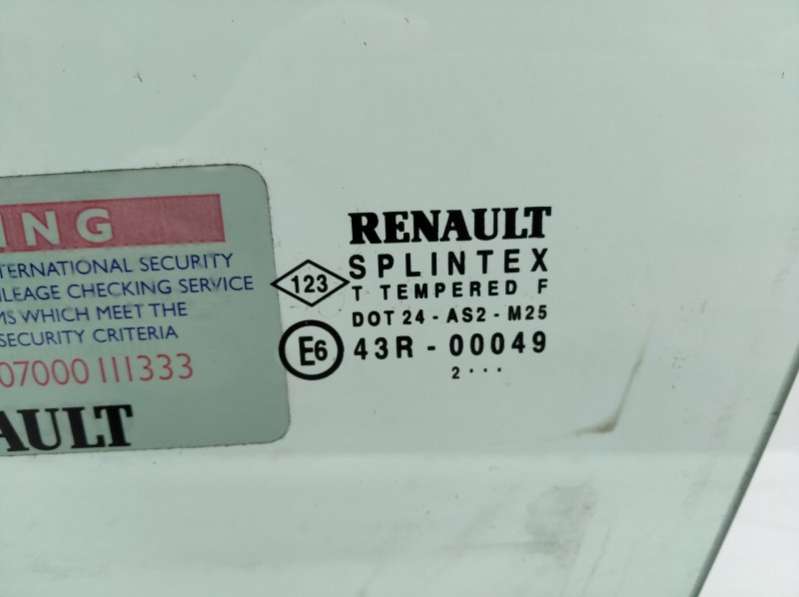 ING
TERNATIONAL SECURITY
ILEAGE CHECKING SERVICE
MS WHICH MEET THE
SECURITY CRITERIA
07000 111333
AULT
RENAULT
SPLINTEX
123
T TEMPERED F
DOT 24-AS2-M25
E6 43R-00049
2···